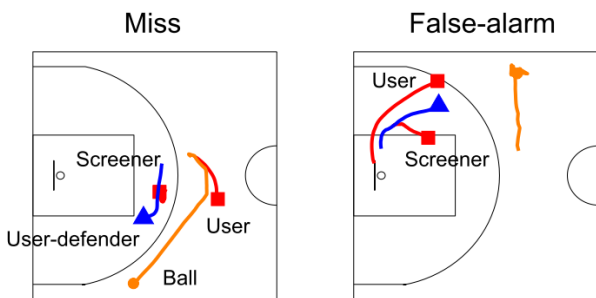 Miss
False-alarm
Screener
User-defender
User
Ball
User
Screener